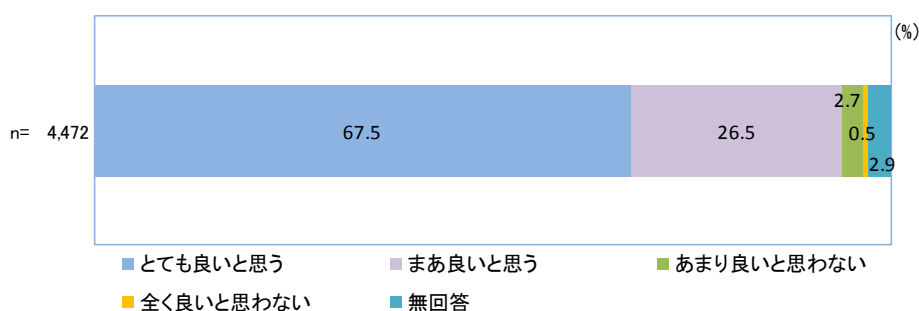 (%)
n= 4,472
67.5
26.5
2.7
0.5
2.9
とても良いと思う
まあ良いと思う
あまり良いと思わない
全く良いと思わない
無回答